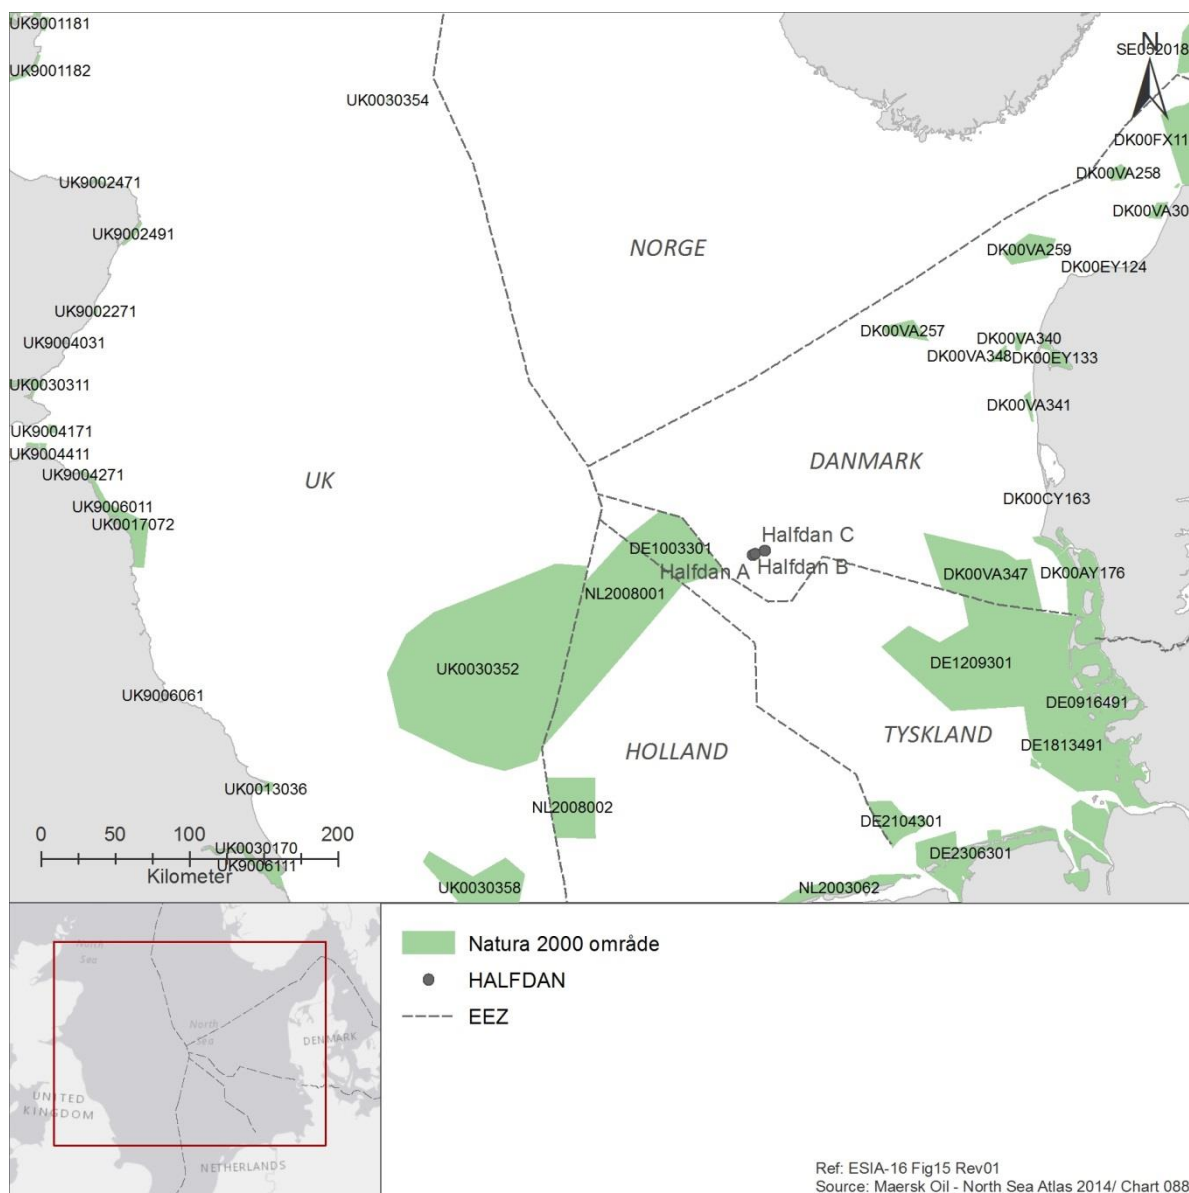 UK9001181
UK9001182
UK0030354
N
SE052018
DK00FX11
DK00VA258
DK00VA30
UK9002471
UK9002491
NORGE
DK00VA259
DK00EY124
UK9002271
UK9004031
DK00VA257
DK00VA340
DK00VA348
DK00EY133
UK0030311
DK00VA341
UK9004171
UK9004411
UK9004271
UK
DANMARK
DK00CY163
UK9006011
UK0017072
DE1003301
Halfdan C
Halfdan A
Halfdan B
DK00VA347
DK00AY176
NL2008001
UK0030352
DE1209301
UK9006061
DE0916491
HOLLAND
TYSKLAND
DE1813491
UK0013036
NL2008002
DE2104301
0 50 100 200
Kilometer
UK0030170
UK9006111
DE2306301
UK0030358
NL2003062
North
Sea
North
Sea
DENMARK
UNITED
KINGDOM
NETHERLANDS
Natura 2000 område
HALFDAN
EEZ
Ref: ESIA-16 Fig15 Rev01
Source: Maersk Oil - North Sea Atlas 2014/ Chart 088